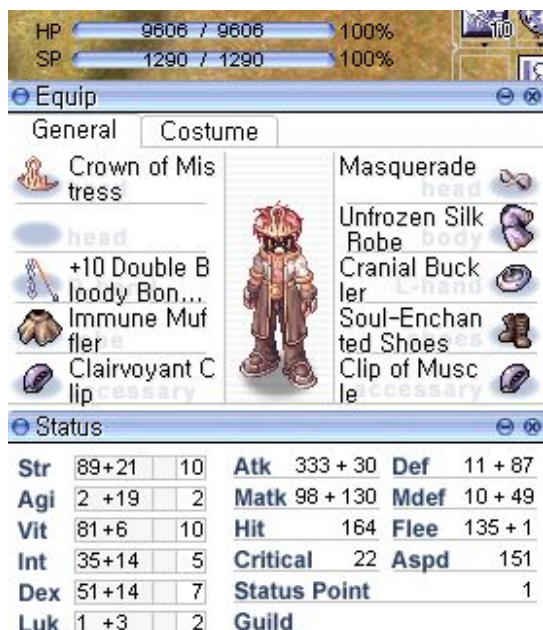 HP 9606 / 9606 100%
SP 1290 / 1290 100%
10
Equip
General Costume
Crown of Mis
tress
Masquerade
head
head
Unfrozen Silk
Robe
body
+10 Double B
loody Bon...
Cranial Buck
ler
L-hand
Immune Muf
fler
Soul-Enchan
ted Shoes
Clairvoyant C
lip
accessary
Clip of Musc
le
accessary
Status
Str 89+21 10 Atk 333 + 30 Def 11 + 87
Agi 2 +19 2 Matk 98 + 130 Mdef 10 + 49
Vit 81+6 10 Hit 164 Flee 135 + 1
Int 35+14 5 Critical 22 Aspd 151
Dex 51+14 7 Status Point 1
Luk 1 +3 2 Guild